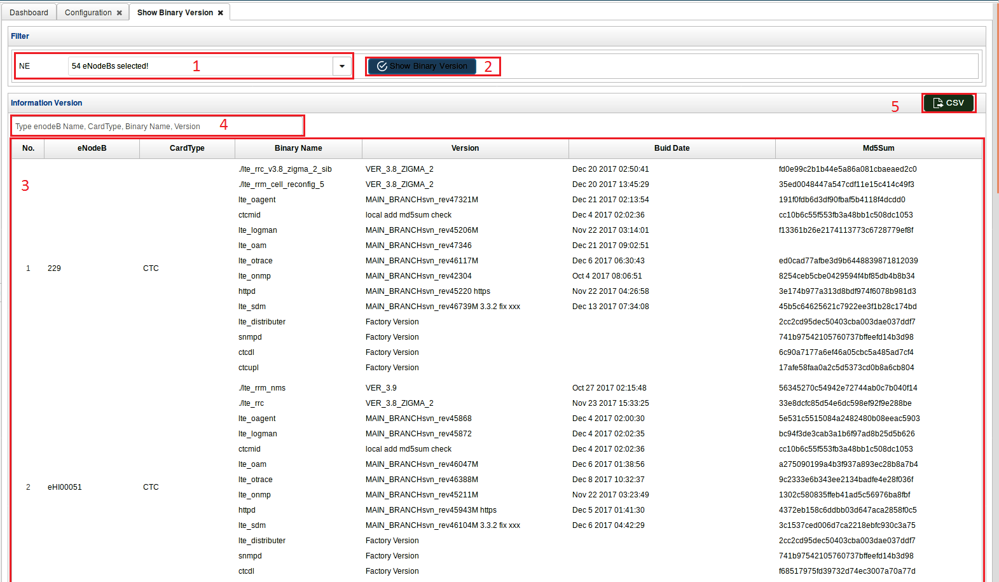 Dashboard Configuration ✖ Show Binary Version ✖
Filter
NE 54 eNodeBs selected! 1 Show Binary Version 2
Information Version 5 CSV
Type enodeB Name, CardType, Binary Name, Version 4
No. eNodeB CardType Binary Name Version Buid Date Md5Sum
./lte_rrc_v3.8_zigma_2_sib VER_3.8_ZIGMA_2 Dec 20 2017 02:50:41 fd0e99c2b1b44e5a86a081cbaeaed2c0
3 ./lte_rrm_cell_reconfig_5 VER_3.8_ZIGMA_2 Dec 20 2017 13:45:29 35ed0048447a547cdf11e15c414c49f3
lte_oagent MAIN_BRANCHsvn_rev47321M Dec 21 2017 02:13:54 191f0fdb6d3df90fbaf5b4118f4dcdd0
ctcmid local add md5sum check Dec 4 2017 02:02:36 cc10b6c55f553fb3a48bb1c508dc1053
lte_logman MAIN_BRANCHsvn_rev45206M Nov 22 2017 03:14:01 f13361b26e2174113773c6728779ef8f
lte_oam MAIN_BRANCHsvn_rev47346 Dec 21 2017 09:02:51
lte_otrace MAIN_BRANCHsvn_rev46117M Dec 6 2017 06:30:43 ed0cad77afbe3d9b6448839871812039
1 229 CTC
lte_onmp MAIN_BRANCHsvn_rev42304 Oct 4 2017 08:06:51 8254ceb5cbe0429594f4bf85db4b8b34
httpd MAIN_BRANCHsvn_rev45220 https Nov 22 2017 04:26:58 3e174b977a313d8bdf974f6078b981d3
lte_sdm MAIN_BRANCHsvn_rev46739M 3.3.2 fix xxx Dec 13 2017 07:34:08 45b5c64625621c7922ee3f1b28c174bd
lte_distributer Factory Version 2cc2cd95dec50403cba003dae037ddf7
snmpd Factory Version 741b97542105760737bffeefd14b3d98
ctcdl Factory Version 6c90a7177a6ef46a05cbc5a485ad7cf4
ctcupl Factory Version 17afe58faa0a2c5d5373cd0b8a6cb804
./lte_rrm_nms VER_3.9 Oct 27 2017 02:15:48 56345270c54942e72744ab0c7b040f14
./lte_rrc VER_3.8_ZIGMA_2 Nov 23 2017 15:33:25 33e8dcfc85d54e6dc598ef92f9e288be
lte_oagent MAIN_BRANCHsvn_rev45868 Dec 4 2017 02:00:30 5e531c5515084a2482480b08eeac5903
lte_logman MAIN_BRANCHsvn_rev45872 Dec 4 2017 02:02:35 bc94f3de3cab3a1b6f97ad8b25d5b626
ctcmid local add md5sum check Dec 4 2017 02:02:36 cc10b6c55f553fb3a48bb1c508dc1053
lte_oam MAIN_BRANCHsvn_rev46047M Dec 6 2017 01:38:56 a275090199a4b3f937a893ec28b8a7b4
lte_otrace MAIN_BRANCHsvn_rev46388M Dec 8 2017 10:32:37 9c2333e6b343ee2134badfe4e28f036f
2 eHI00051 CTC
lte_onmp MAIN_BRANCHsvn_rev45211M Nov 22 2017 03:23:49 1302c580835ffeb41ad5c56976ba8fbf
httpd MAIN_BRANCHsvn_rev45943M https Dec 5 2017 01:41:30 4372eb158c6ddbb03d647aca2858f0c5
lte_sdm MAIN_BRANCHsvn_rev46104M 3.3.2 fix xxx Dec 6 2017 04:42:29 3c1537ced006d7ca2218ebfc930c3a75
lte_distributer Factory Version 2cc2cd95dec50403cba003dae037ddf7
snmpd Factory Version 741b97542105760737bffeefd14b3d98
ctcdl Factory Version f68517975fd39732d74ec3007a70a77d